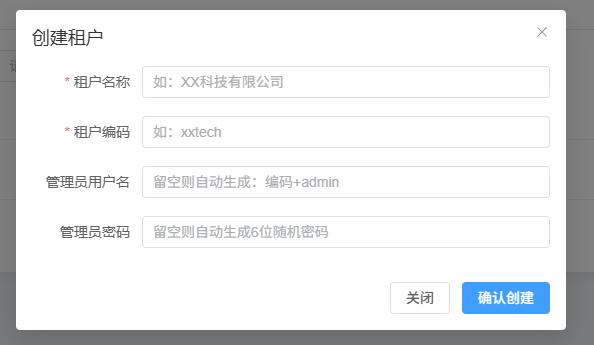 创建租户
* 租户名称
如：XX科技有限公司
* 租户编码
如：xxtech
管理员用户名
留空则自动生成：编码+admin
管理员密码
留空则自动生成6位随机密码
关闭
确认创建